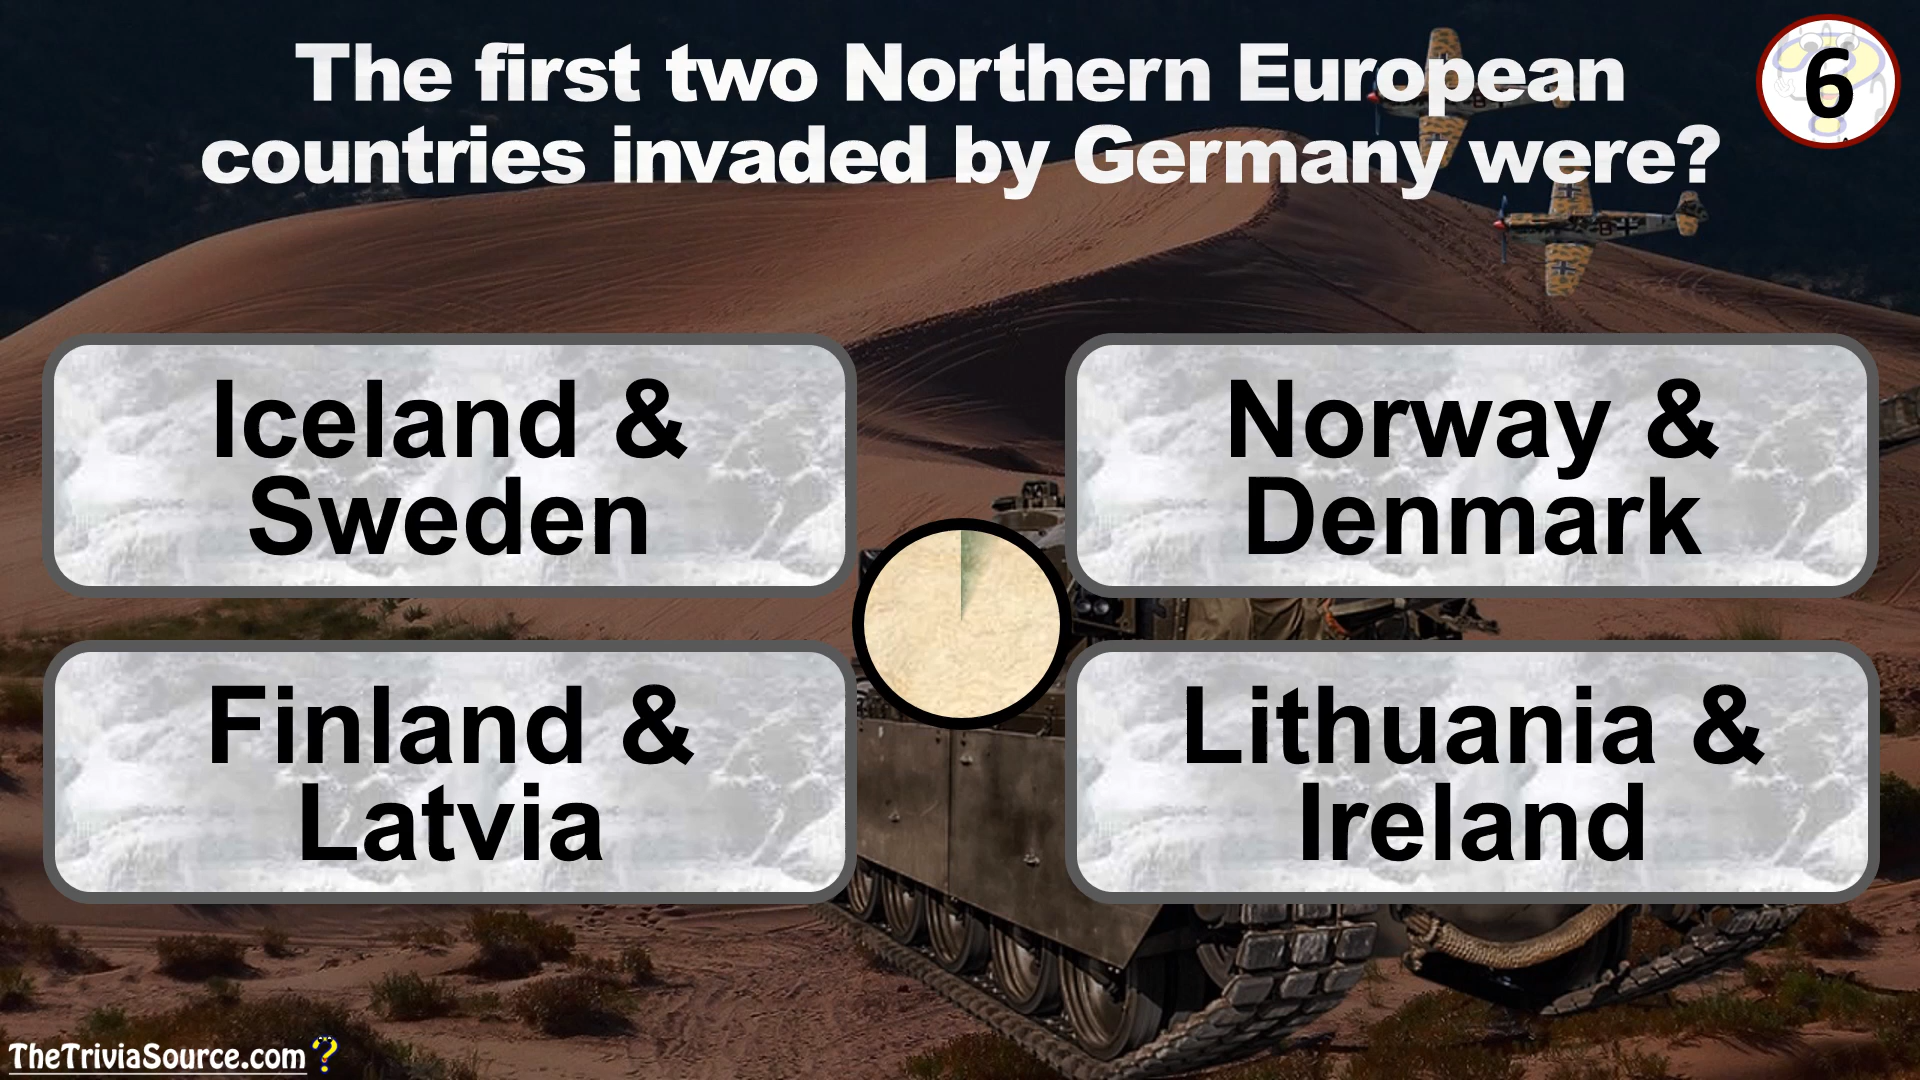 The first two Northern European
countries invaded by Germany were?
6
Iceland &
Sweden
Norway &
Denmark
Finland &
Latvia
Lithuania &
Ireland
TheTriviaSource.com